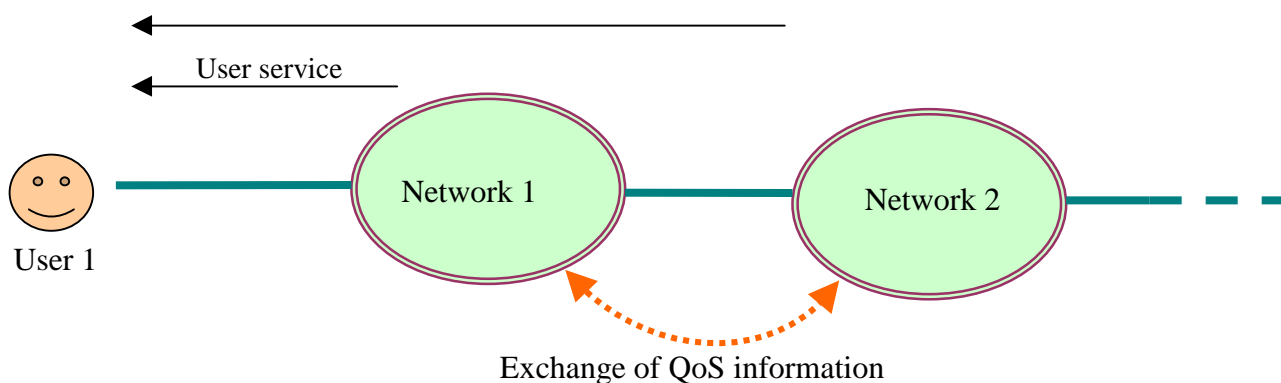 User service
Network 1
Network 2
User 1
Exchange of QoS information